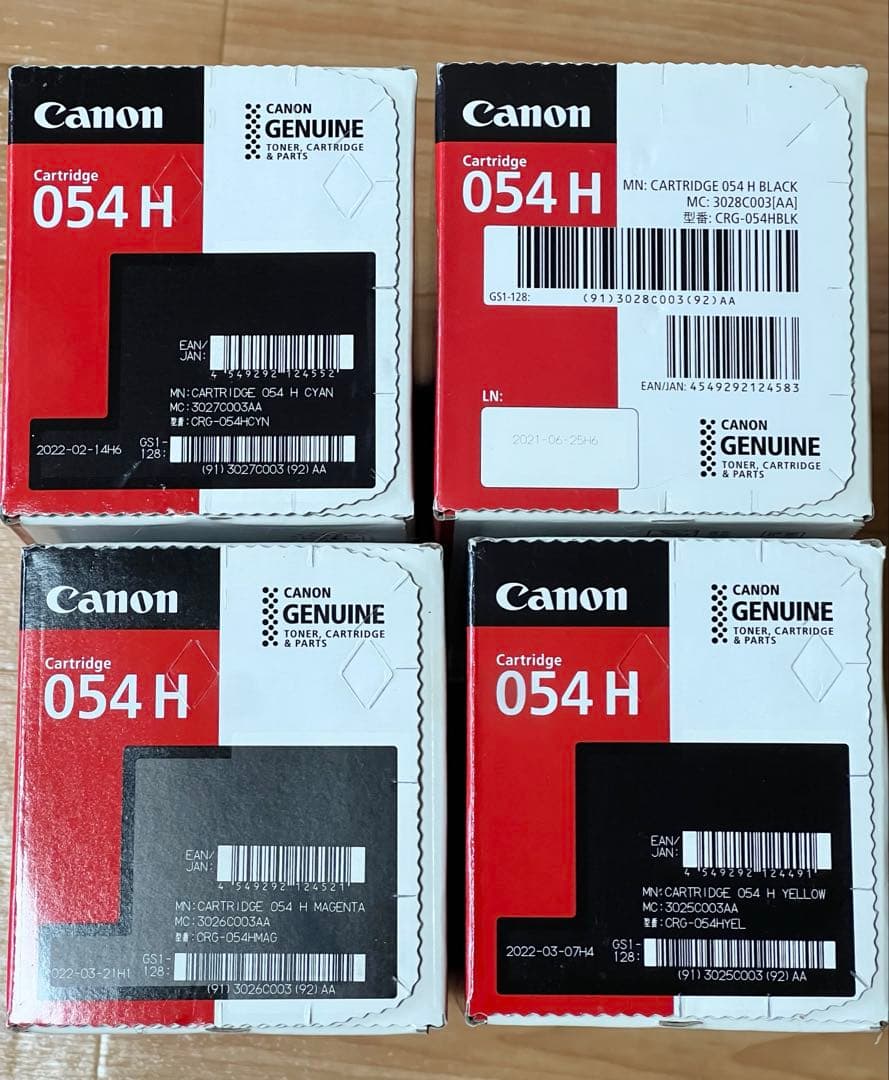 Canon
CANON
GENUINE
TONER, CARTRIDGE
& PARTS
Cartridge
054 H
EAN/
JAN:
4 549292 124552
MN:CARTRIDGE 054 H CYAN
MC:3027C003AA
型番:CRG-054HCYN
2022-02-14H6
GS1-
128:
(91)3027C003(92)AA
Canon
Cartridge
054 H
MN: CARTRIDGE 054 H BLACK
MC: 3028C003[AA]
型番: CRG-054HBLK
GS1-128:
(91)3028C003(92)AA
EAN/JAN: 4549292124583
LN:
2021-06-25H6
CANON
GENUINE
TONER, CARTRIDGE
& PARTS
Canon
CANON
GENUINE
TONER, CARTRIDGE
& PARTS
Cartridge
054 H
EAN/
JAN:
4 549292 124521
MN:CARTRIDGE 054 H MAGENTA
MC:3026C003AA
型番:CRG-054HMAG
2022-03-21H1
GS1-
128:
(91)3026C003(92)AA
Canon
CANON
GENUINE
TONER, CARTRIDGE
& PARTS
Cartridge
054 H
EAN/
JAN:
4 549292 124491
MN:CARTRIDGE 054 H YELLOW
MC:3025C003AA
型番:CRG-054HYEL
2022-03-07H4
GS1-
128:
(91)3025C003(92)AA